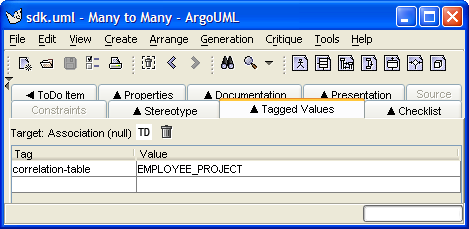 sdk.uml - Many to Many - ArgoUML
File Edit View Create Arrange Generation Critique Tools Help
ToDo Item Properties Documentation Presentation Source
Constraints Stereotype Tagged Values Checklist
Target: Association (null) TD
Tag Value
correlation-table EMPLOYEE_PROJECT